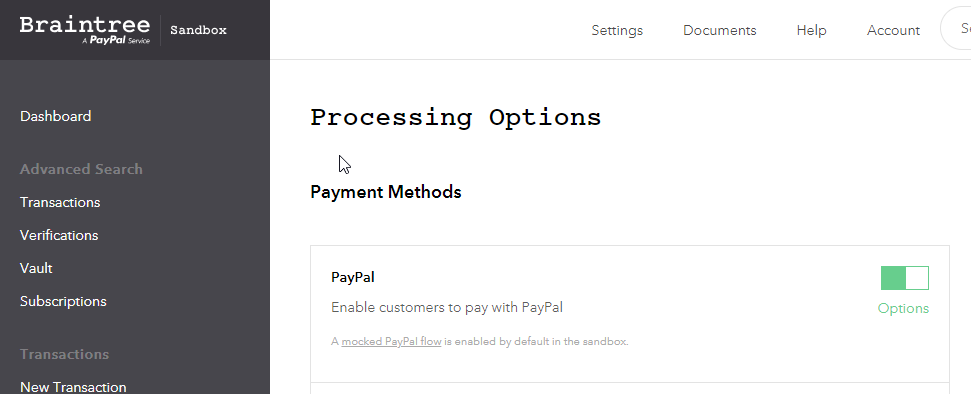 Braintree
A PayPal Service
Sandbox
Settings
Documents
Help
Account
Dashboard
Advanced Search
Transactions
Verifications
Vault
Subscriptions
Transactions
New Transaction
Processing Options
Payment Methods
PayPal
Enable customers to pay with PayPal
Options
A mocked PayPal flow is enabled by default in the sandbox.